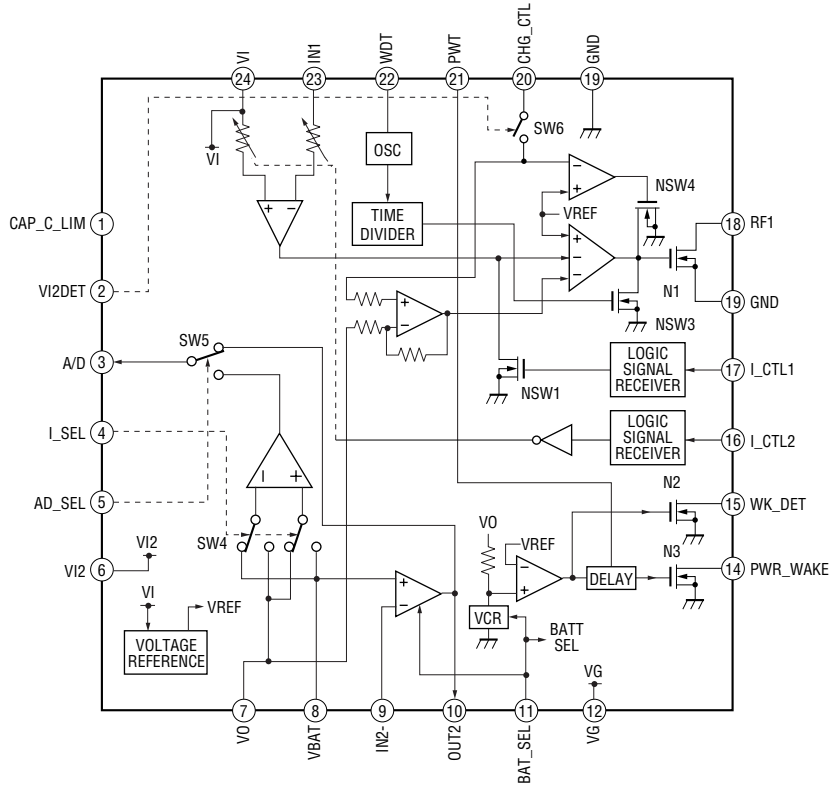 VI
IN1
WDT
PWT
CHG_CTL
GND
24
23
22
21
20
19
VI
OSC
SW6
TIME
DIVIDER
VREF
NSW4
CAP_C_LIM
1
18
RF1
VI2DET
2
N1
19
GND
NSW3
A/D
3
SW5
NSW1
LOGIC
SIGNAL
RECEIVER
17
I_CTL1
I_SEL
4
LOGIC
SIGNAL
RECEIVER
16
I_CTL2
AD_SEL
5
N2
15
WK_DET
SW4
VO
VREF
VI2
6
VI2
N3
14
PWR_WAKE
DELAY
VI
VREF
VOLTAGE
REFERENCE
VCR
BATT
SEL
VG
7
8
9
10
11
12
VO
VBAT
IN2-
OUT2
BAT_SEL
VG
+
−
−
+
+
−
−
+
−
−
+
+
−
−
+